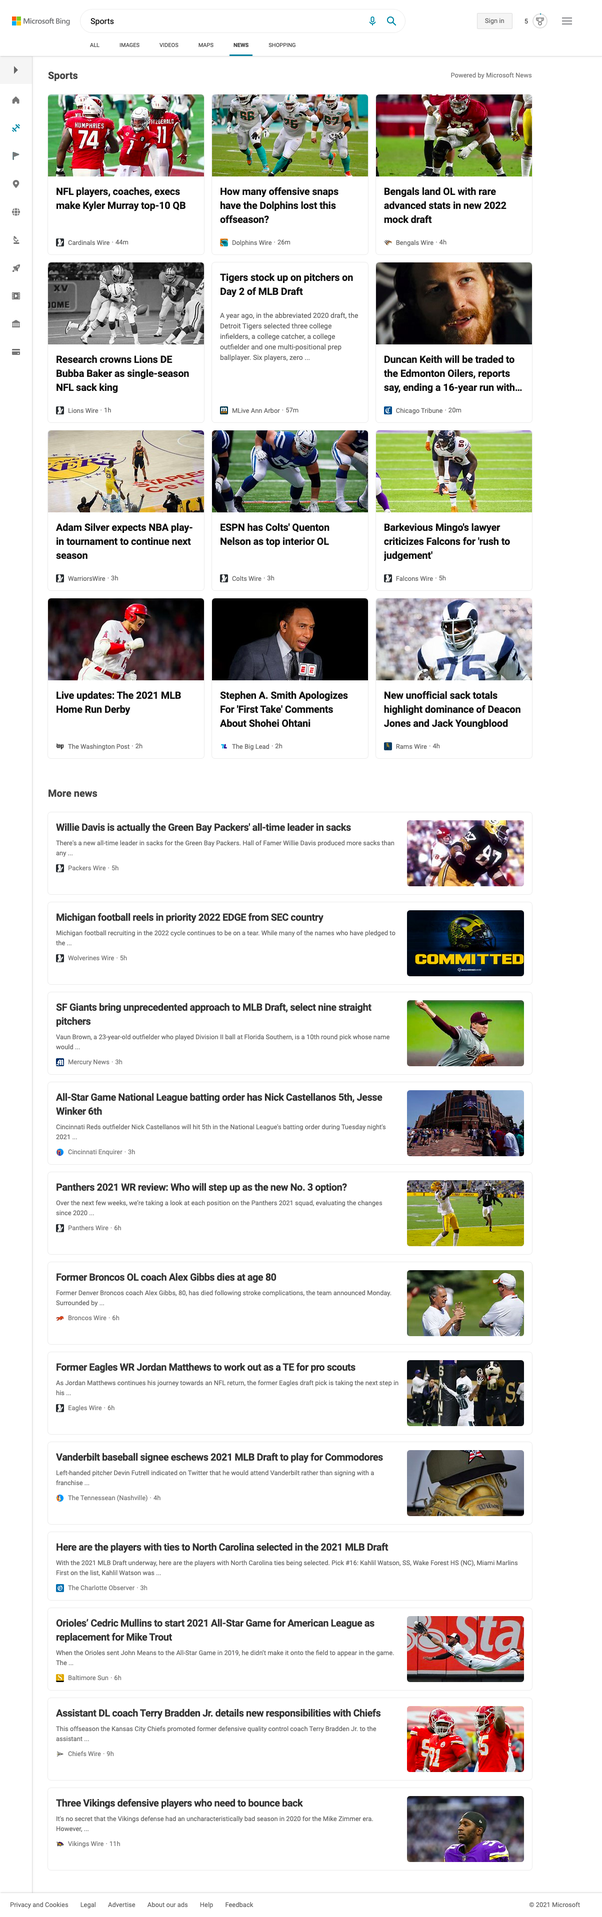 Microsoft Bing
Sports
Sign in
5
ALL IMAGES VIDEOS MAPS NEWS SHOPPING
Sports
Powered by Microsoft News
NFL players, coaches, execs
make Kyler Murray top-10 QB
Cardinals Wire · 44m
How many offensive snaps
have the Dolphins lost this
offseason?
Dolphins Wire · 26m
Bengals land OL with rare
advanced stats in new 2022
mock draft
Bengals Wire · 4h
Research crowns Lions DE
Bubba Baker as single-season
NFL sack king
Lions Wire · 1h
Tigers stock up on pitchers on
Day 2 of MLB Draft
A year ago, in the abbreviated 2020 draft, the
Detroit Tigers selected three college
infielders, a college catcher, a college
outfielder and one multi-positional prep
ballplayer. Six players, zero ...
MLive Ann Arbor · 57m
Duncan Keith will be traded to
the Edmonton Oilers, reports
say, ending a 16-year run with...
Chicago Tribune · 20m
Adam Silver expects NBA play-
in tournament to continue next
season
WarriorsWire · 3h
ESPN has Colts' Quenton
Nelson as top interior OL
Colts Wire · 3h
Barkevious Mingo's lawyer
criticizes Falcons for 'rush to
judgement'
Falcons Wire · 5h
Live updates: The 2021 MLB
Home Run Derby
The Washington Post · 2h
Stephen A. Smith Apologizes
For 'First Take' Comments
About Shohei Ohtani
The Big Lead · 2h
New unofficial sack totals
highlight dominance of Deacon
Jones and Jack Youngblood
Rams Wire · 4h
More news
Willie Davis is actually the Green Bay Packers' all-time leader in sacks
There's a new all-time leader in sacks for the Green Bay Packers. Hall of Famer Willie Davis produced more sacks than
any ...
Packers Wire · 5h
Michigan football reels in priority 2022 EDGE from SEC country
Michigan football recruiting in the 2022 cycle continues to be on a tear. While many of the names who have pledged to
the ...
Wolverines Wire · 5h
COMMITTED
SF Giants bring unprecedented approach to MLB Draft, select nine straight
pitchers
Vaun Brown, a 23-year-old outfielder who played Division II ball at Florida Southern, is a 10th round pick whose name
would ...
Mercury News · 3h
All-Star Game National League batting order has Nick Castellanos 5th, Jesse
Winker 6th
Cincinnati Reds outfielder Nick Castellanos will hit 5th in the National League's batting order during Tuesday night's
2021 ...
Cincinnati Enquirer · 3h
Panthers 2021 WR review: Who will step up as the new No. 3 option?
Over the next few weeks, we're taking a look at each position on the Panthers 2021 squad, evaluating the changes
since 2020 ...
Panthers Wire · 6h
Former Broncos OL coach Alex Gibbs dies at age 80
Former Denver Broncos coach Alex Gibbs, 80, has died following stroke complications, the team announced Monday.
Surrounded by ...
Broncos Wire · 6h
Former Eagles WR Jordan Matthews to work out as a TE for pro scouts
As Jordan Matthews continues his journey towards an NFL return, the former Eagles draft pick is taking the next step in
his ...
Eagles Wire · 6h
Vanderbilt baseball signee eschews 2021 MLB Draft to play for Commodores
Left-handed pitcher Devin Futrell indicated on Twitter that he would attend Vanderbilt rather than signing with a
franchise ...
The Tennessean (Nashville) · 4h
Here are the players with ties to North Carolina selected in the 2021 MLB Draft
With the 2021 MLB Draft underway, here are the players with North Carolina ties being selected. Pick #16: Kahlil Watson, SS, Wake Forest HS (NC), Miami Marlins
First on the list, Kahlil Watson was ...
The Charlotte Observer · 3h
Orioles' Cedric Mullins to start 2021 All-Star Game for American League as
replacement for Mike Trout
When the Orioles sent John Means to the All-Star Game in 2019, he didn't make it onto the field to appear in the game.
The ...
Baltimore Sun · 6h
Assistant DL coach Terry Bradden Jr. details new responsibilities with Chiefs
This offseason the Kansas City Chiefs promoted former defensive quality control coach Terry Bradden Jr. to the
assistant ...
Chiefs Wire · 9h
Three Vikings defensive players who need to bounce back
It's no secret that the Vikings defense had an uncharacteristically bad season in 2020 for the Mike Zimmer era.
However, ...
Vikings Wire · 11h
Privacy and Cookies Legal Advertise About our ads Help Feedback
© 2021 Microsoft